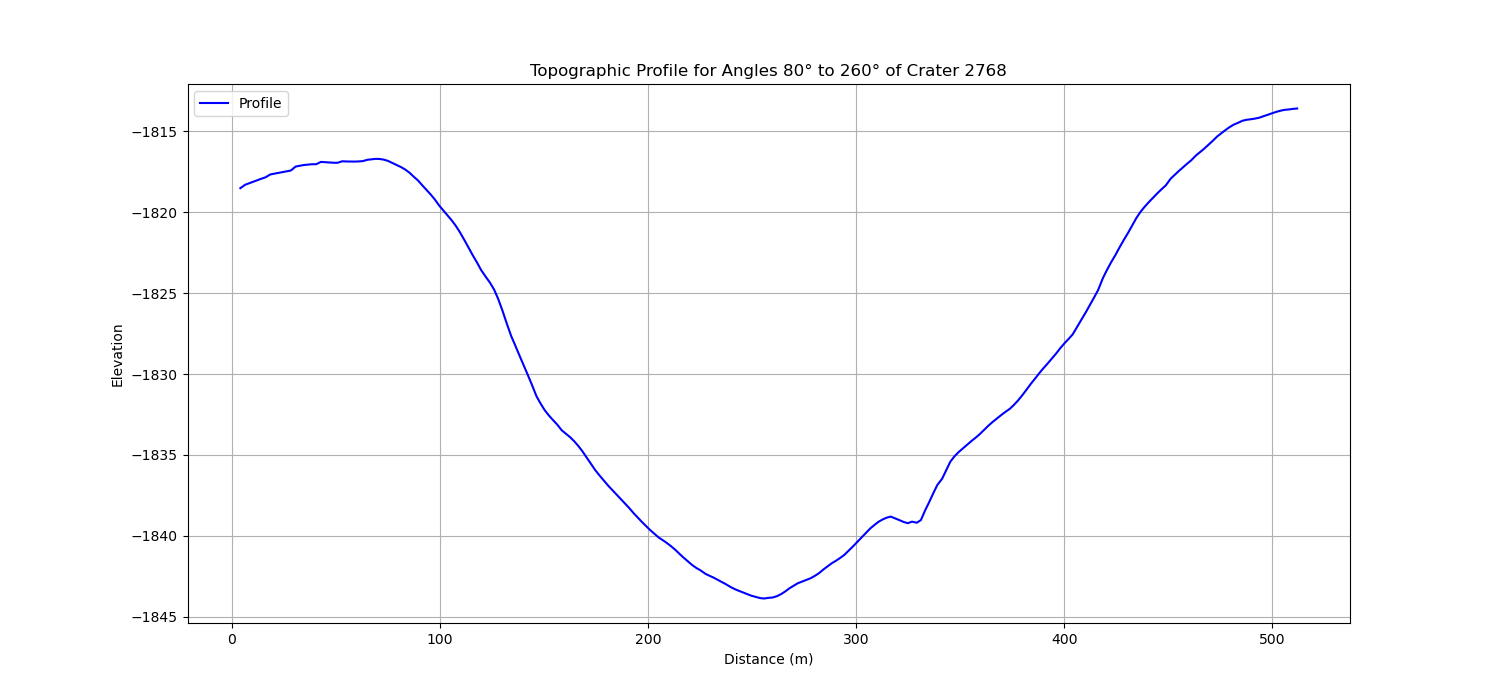 Topographic Profile for Angles 80° to 260° of Crater 2768
Profile
Elevation
−1815
−1820
−1825
−1830
−1835
−1840
−1845
0 100 200 300 400 500
Distance (m)